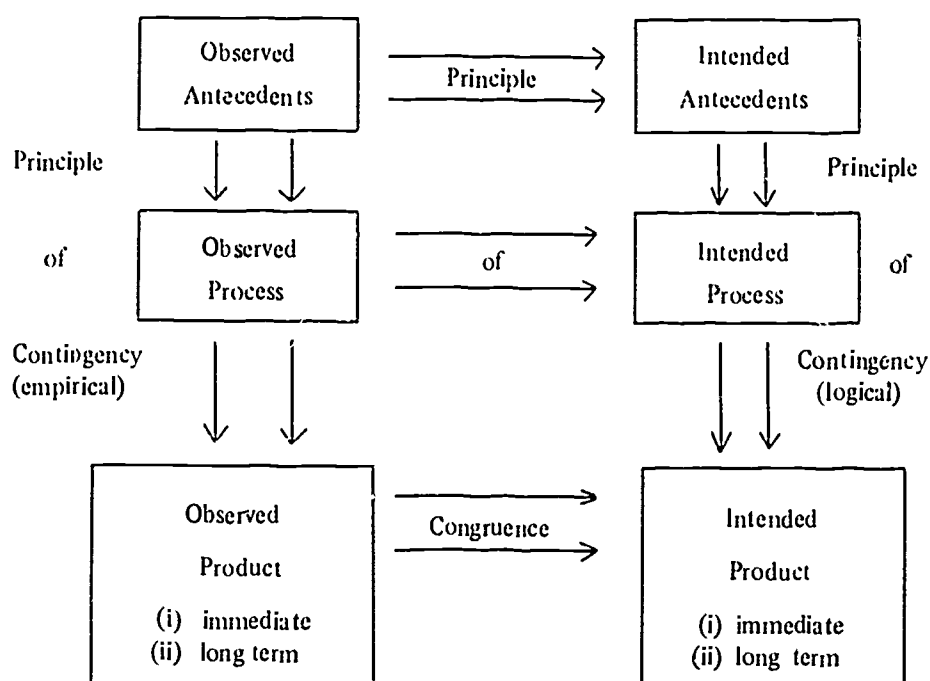 Observed
Antecedents
Principle
Intended
Antecedents
Principle
Principle
Observed
Process
of
of
Intended
Process
of
Contingency
(empirical)
Contingency
(logical)
Observed
Product
(i) immediate
(ii) long term
Congruence
Intended
Product
(i) immediate
(ii) long term